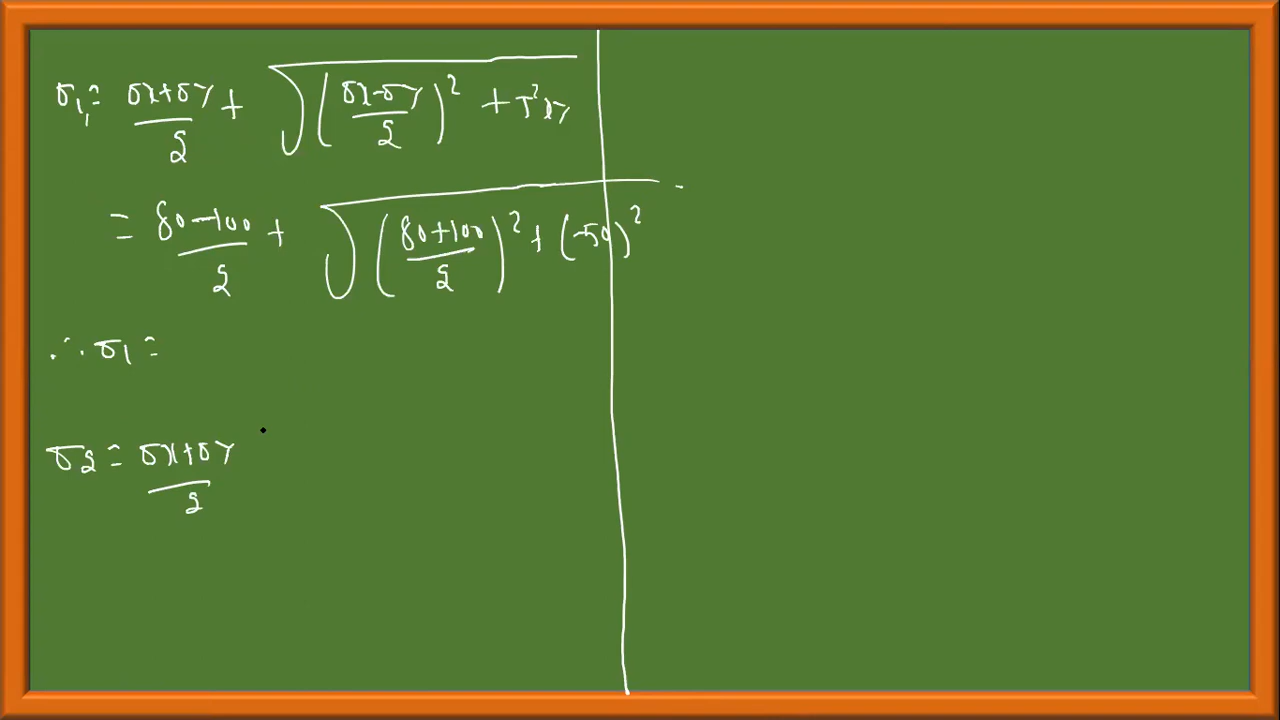 σ₁ = σx+σy/2 + √((σx-σy/2)² + τ²xy)
= 80-100/2 + √((80+100/2)² + (-50)²)
∴ σ1 =
σ2 = σx+σy/2